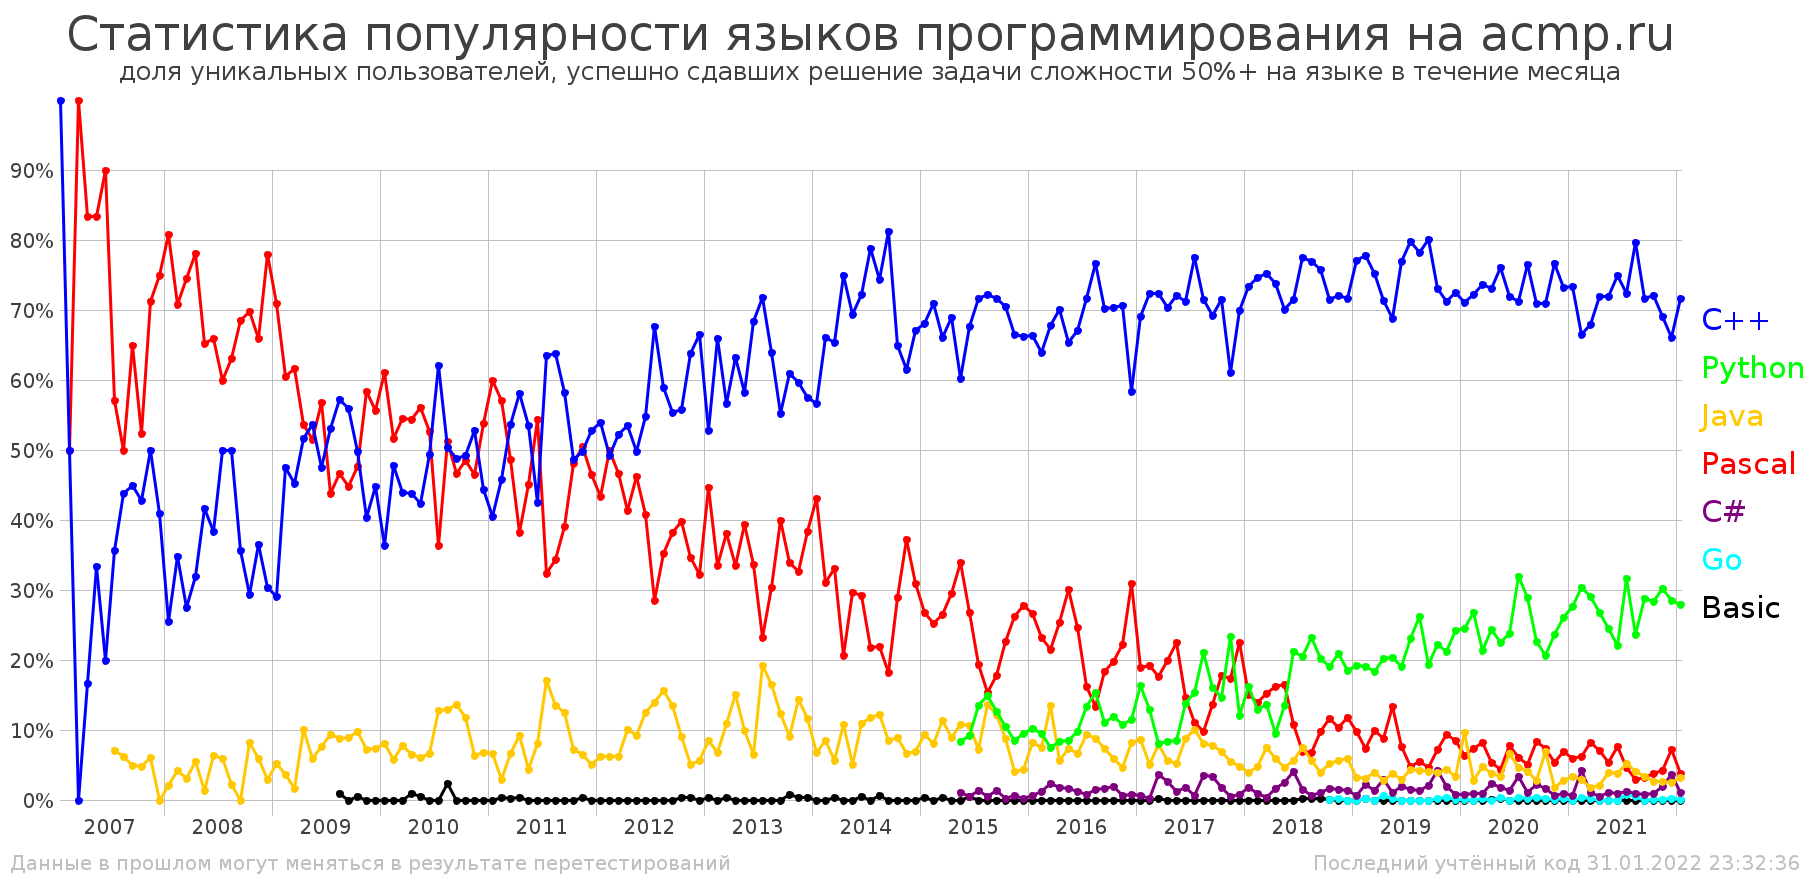 Статистика популярности языков программирования на acmp.ru
доля уникальных пользователей, успешно сдавших решение задачи сложности 50%+ на языке в течение месяца
90%
80%
70%
60%
50%
40%
30%
20%
10%
0%
2007 2008 2009 2010 2011 2012 2013 2014 2015 2016 2017 2018 2019 2020 2021
C++
Python
Java
Pascal
C#
Go
Basic
Данные в прошлом могут меняться в результате перетестирований
Последний учтённый код 31.01.2022 23:32:36